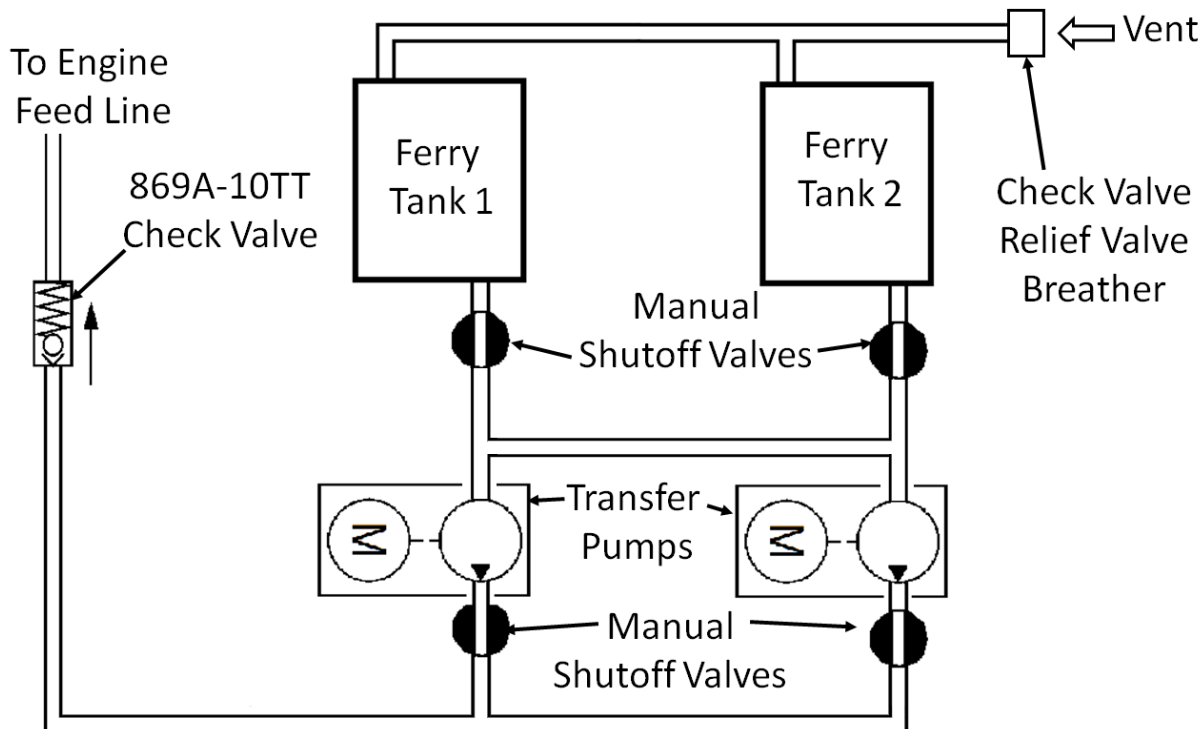 Vent
To Engine
Feed Line
869A-10TT
Check Valve
Ferry
Tank 1
Ferry
Tank 2
Check Valve
Relief Valve
Breather
Manual
Shutoff Valves
Transfer
Pumps
M
M
Manual
Shutoff Valves